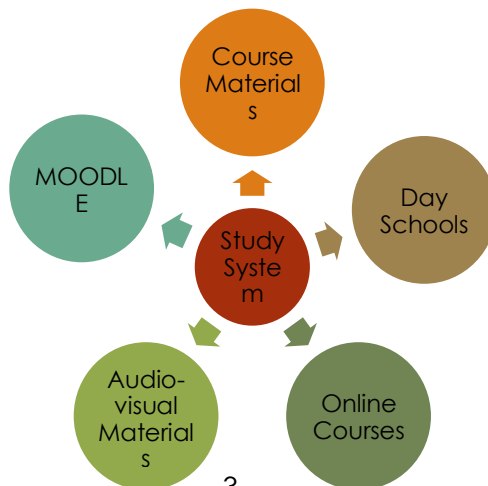 Course
Material
s
MOODL
E
Day
Schools
Study
Syste
m
Audio-
visual
Material
s
Online
Courses
3